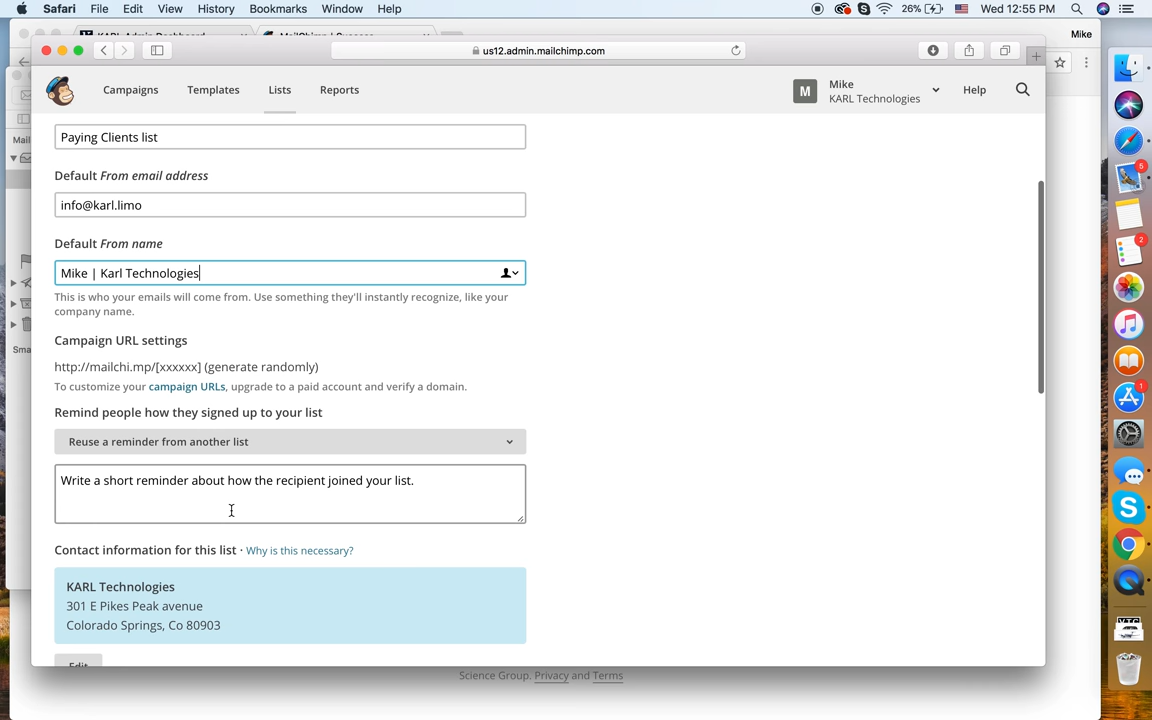 Safari File Edit View History Bookmarks Window Help
26% Wed 12:55 PM
Mike
us12.admin.mailchimp.com
Campaigns Templates Lists Reports
M Mike Help
KARL Technologies
Mail
Paying Clients list
Default From email address
info@karl.limo
Default From name
Mike | Karl Technologies
This is who your emails will come from. Use something they'll instantly recognize, like your
company name.
Campaign URL settings
http://mailchi.mp/[xxxxxx] (generate randomly)
To customize your campaign URLs, upgrade to a paid account and verify a domain.
Remind people how they signed up to your list
Reuse a reminder from another list
Write a short reminder about how the recipient joined your list.
Contact information for this list · Why is this necessary?
KARL Technologies
301 E Pikes Peak avenue
Colorado Springs, Co 80903
Edit
Sma
Science Group. Privacy and Terms
5
2
1